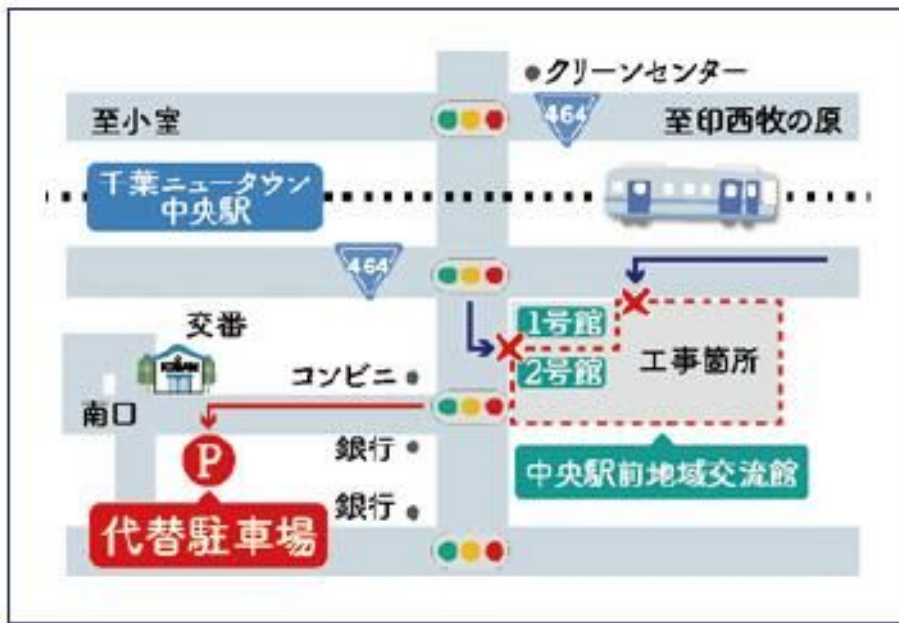 クリーンセンター
至小室
464
至印西牧の原
千葉ニュータウン
中央駅
464
交番
KOBAN
1号館
2号館
工事箇所
コンビニ
南口
P
銀行
中央駅前地域交流館
銀行
代替駐車場